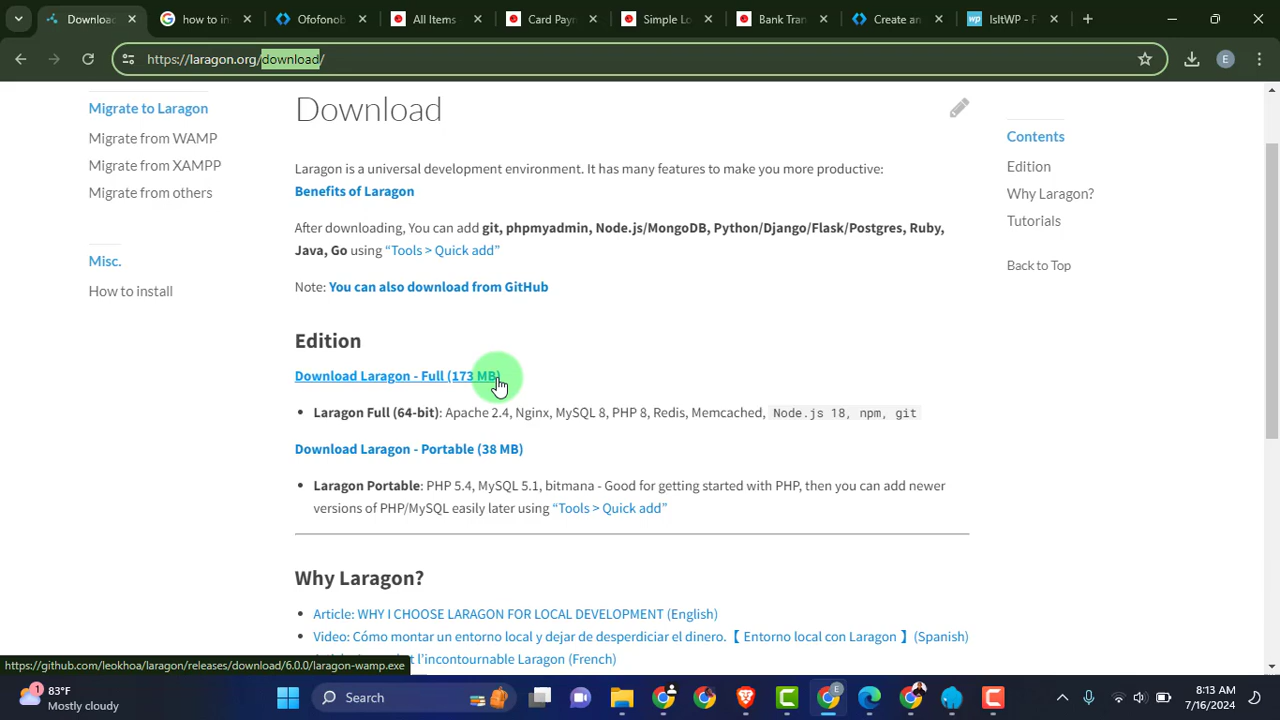 Downloac
how to in
Ofofonob
All Items
Card Payr
Simple Lo
Bank Tran
Create an
IsItWP - F
https://laragon.org/download/
E
Migrate to Laragon
Migrate from WAMP
Migrate from XAMPP
Migrate from others
Misc.
How to install
Download
Laragon is a universal development environment. It has many features to make you more productive:
Benefits of Laragon
After downloading, You can add git, phpmyadmin, Node.js/MongoDB, Python/Django/Flask/Postgres, Ruby,
Java, Go using “Tools > Quick add”
Note: You can also download from GitHub
Edition
Download Laragon - Full (173 MB)
• Laragon Full (64-bit): Apache 2.4, Nginx, MySQL 8, PHP 8, Redis, Memcached, Node.js 18, npm, git
Download Laragon - Portable (38 MB)
• Laragon Portable: PHP 5.4, MySQL 5.1, bitmana - Good for getting started with PHP, then you can add newer
versions of PHP/MySQL easily later using “Tools > Quick add”
Why Laragon?
• Article: WHY I CHOOSE LARAGON FOR LOCAL DEVELOPMENT (English)
• Video: Cómo montar un entorno local y dejar de desperdiciar el dinero.【 Entorno local con Laragon 】(Spanish)
t l’incontournable Laragon (French)
Contents
Edition
Why Laragon?
Tutorials
Back to Top
https://github.com/leokhoa/laragon/releases/download/6.0.0/laragon-wamp.exe
1
83°F
Mostly cloudy
Search
E
8:13 AM
7/16/2024